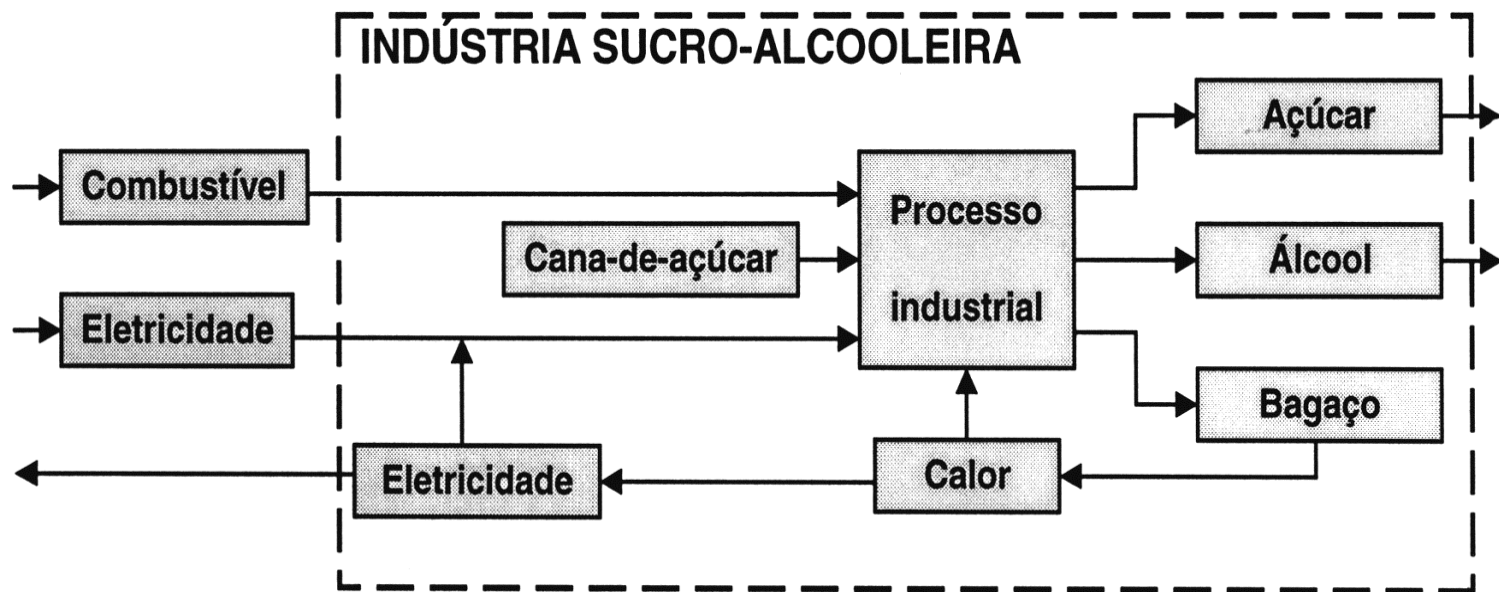 INDÚSTRIA SUCRO-ALCOOLEIRA
Açúcar
Combustível
Processo
industrial
Cana-de-açúcar
Álcool
Eletricidade
Bagaço
Eletricidade
Calor